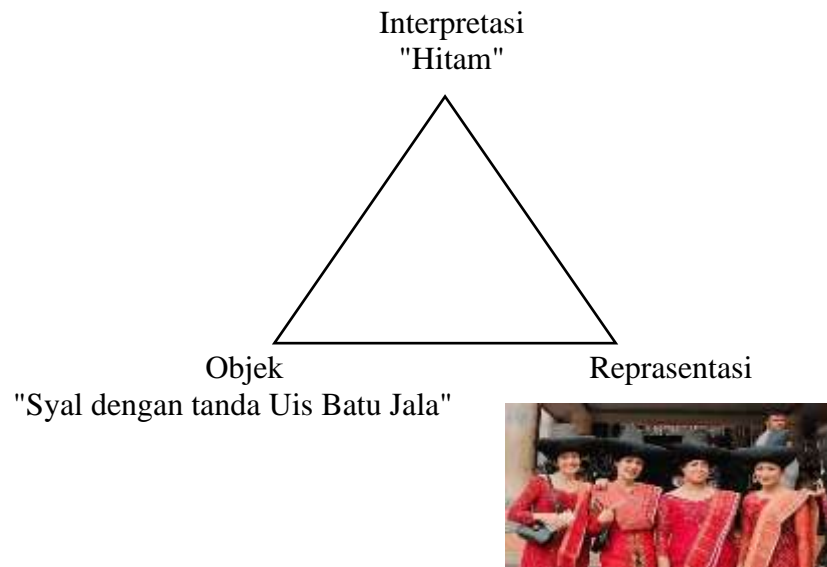 Interpretasi
"Hitam"
Objek
Reprasentasi
"Syal dengan tanda Uis Batu Jala"